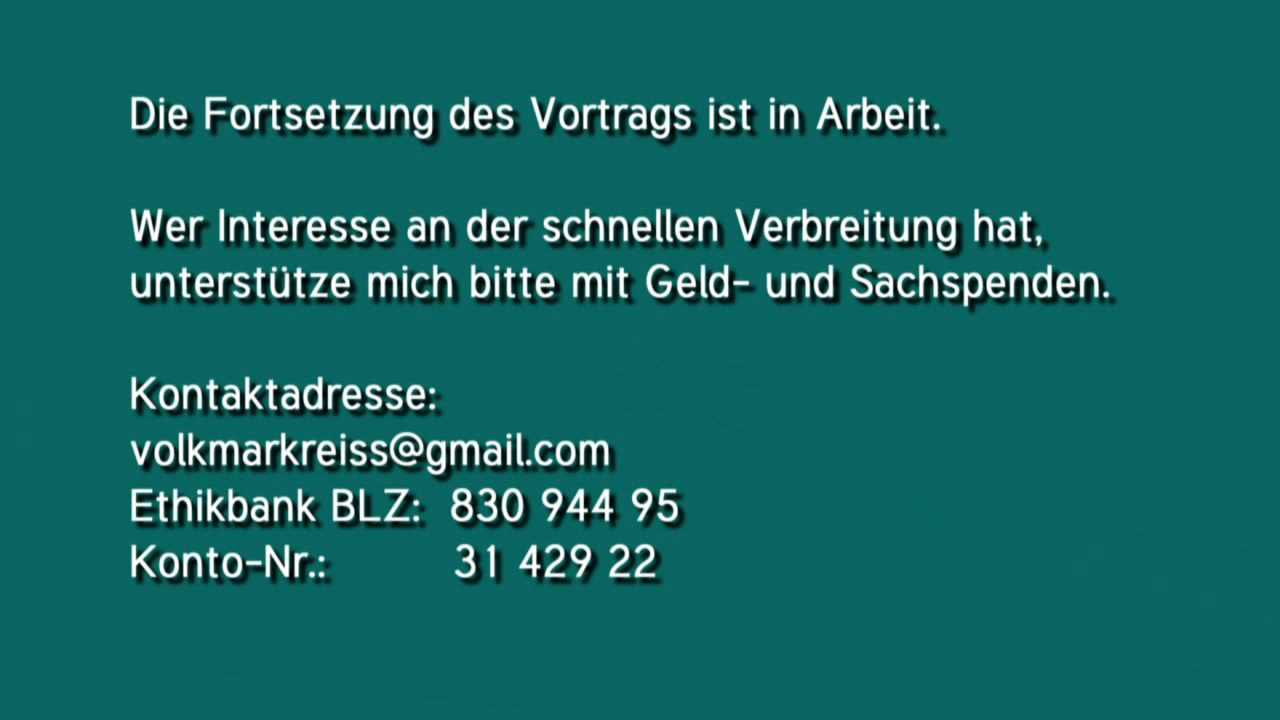 Die Fortsetzung des Vortrags ist in Arbeit.
Wer Interesse an der schnellen Verbreitung hat,
unterstütze mich bitte mit Geld- und Sachspenden.
Kontaktadresse:
volkmarkreiss@gmail.com
Ethikbank BLZ: 830 944 95
Konto-Nr.: 31 429 22